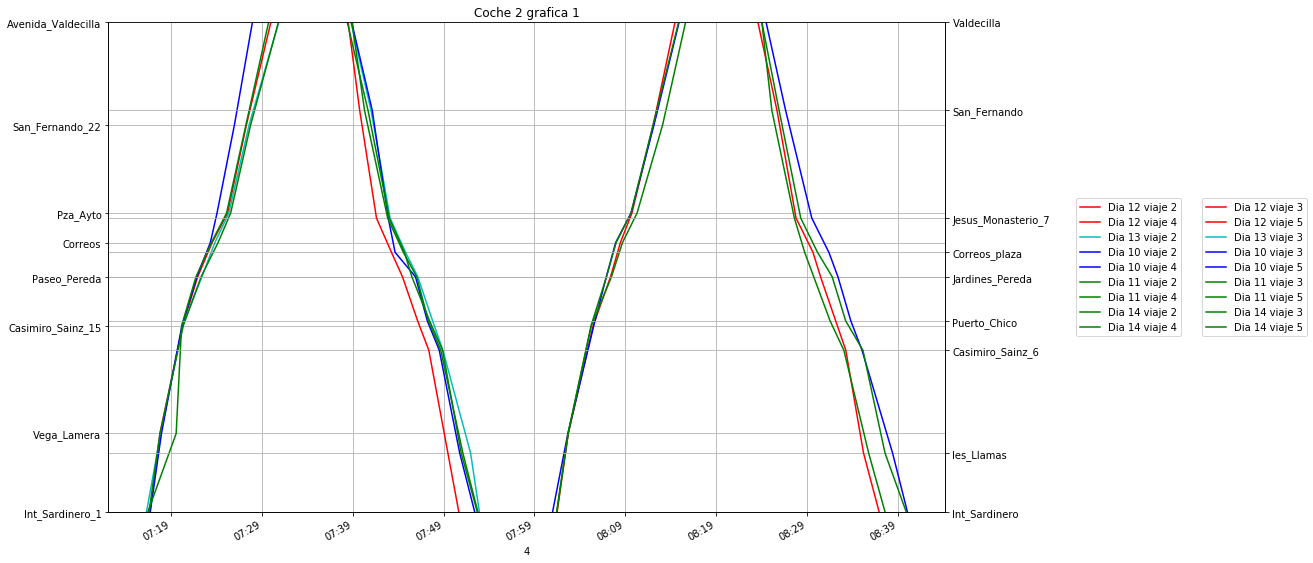 Coche 2 grafica 1
Avenida_Valdecilla
San_Fernando_22
Pza_Ayto
Correos
Paseo_Pereda
Casimiro_Sainz_15
Vega_Lamera
Int_Sardinero_1
Valdecilla
San_Fernando
Jesus_Monasterio_7
Correos_plaza
Jardines_Pereda
Puerto_Chico
Casimiro_Sainz_6
Ies_Llamas
Int_Sardinero
07:19
07:29
07:39
07:49
07:59
08:09
08:19
08:29
08:39
4
Dia 12 viaje 2
Dia 12 viaje 4
Dia 13 viaje 2
Dia 10 viaje 2
Dia 10 viaje 4
Dia 11 viaje 2
Dia 11 viaje 4
Dia 14 viaje 2
Dia 14 viaje 4
Dia 12 viaje 3
Dia 12 viaje 5
Dia 13 viaje 3
Dia 10 viaje 3
Dia 10 viaje 5
Dia 11 viaje 3
Dia 11 viaje 5
Dia 14 viaje 3
Dia 14 viaje 5